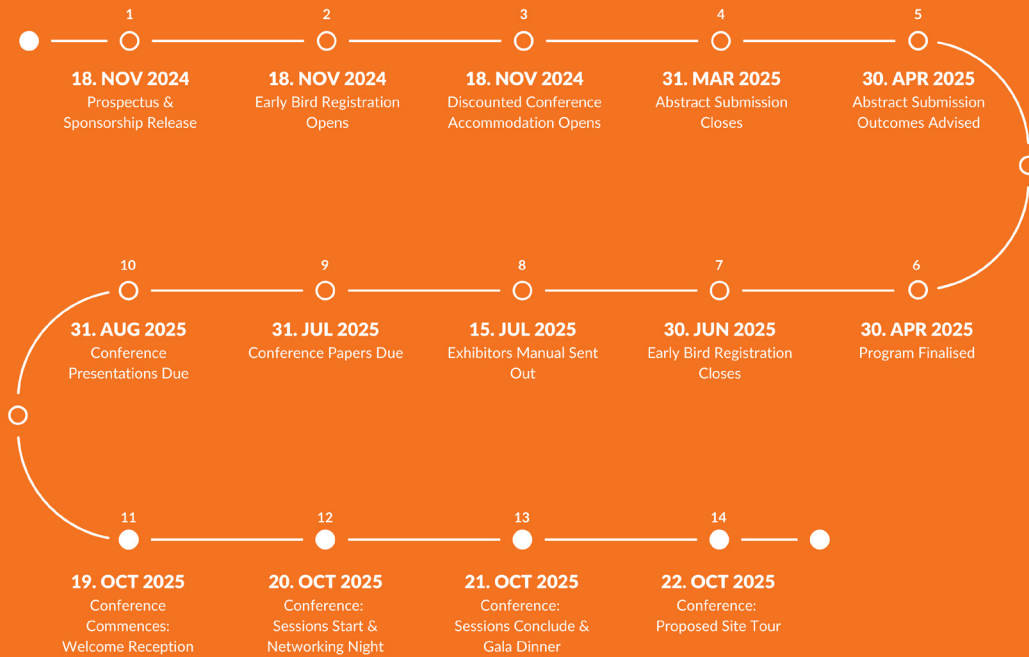 1
18. NOV 2024
Prospectus &
Sponsorship Release
2
18. NOV 2024
Early Bird Registration
Opens
3
18. NOV 2024
Discounted Conference
Accommodation Opens
4
31. MAR 2025
Abstract Submission
Closes
5
30. APR 2025
Abstract Submission
Outcomes Advised
6
30. APR 2025
Program Finalised
7
30. JUN 2025
Early Bird Registration
Closes
8
15. JUL 2025
Exhibitors Manual Sent
Out
9
31. JUL 2025
Conference Papers Due
10
31. AUG 2025
Conference
Presentations Due
11
19. OCT 2025
Conference
Commences:
Welcome Reception
12
20. OCT 2025
Conference:
Sessions Start &
Networking Night
13
21. OCT 2025
Conference:
Sessions Conclude &
Gala Dinner
14
22. OCT 2025
Conference:
Proposed Site Tour